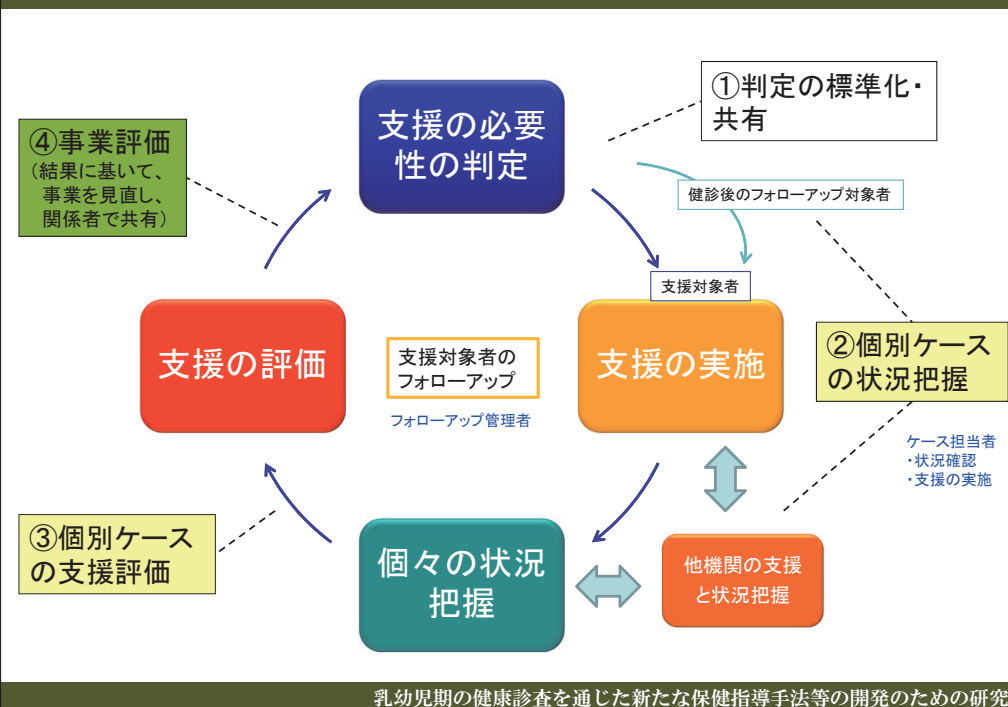 支援の必要
性の判定
①判定の標準化・
共有
④事業評価
（結果に基いて、
事業を見直し、
関係者で共有）
健診後のフォローアップ対象者
支援対象者
支援の評価
支援対象者の
フォローアップ
フォローアップ管理者
支援の実施
②個別ケース
の状況把握
ケース担当者
・状況確認
・支援の実施
③個別ケース
の支援評価
個々の状況
把握
他機関の支援
と状況把握
乳幼児期の健康診査を通じた新たな保健指導手法等の開発のための研究